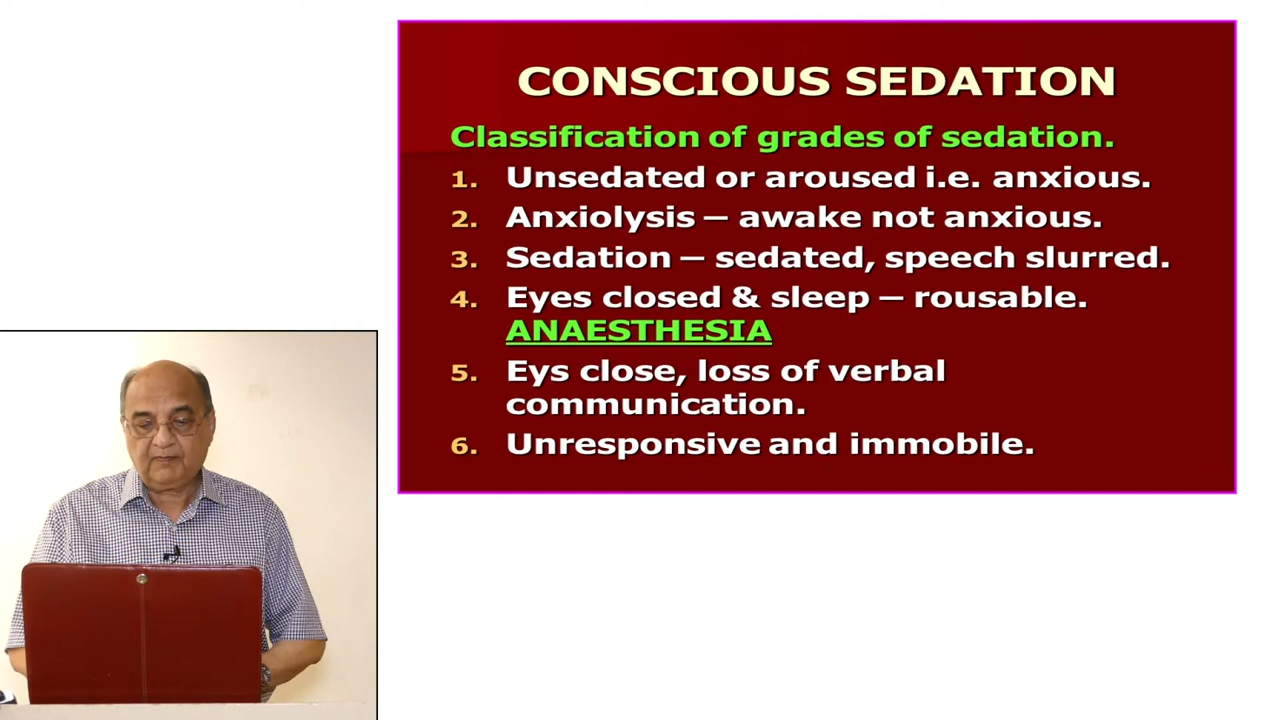 CONSCIOUS SEDATION
Classification of grades of sedation.
1. Unsedated or aroused i.e. anxious.
2. Anxiolysis – awake not anxious.
3. Sedation – sedated, speech slurred.
4. Eyes closed & sleep – rousable.
ANAESTHESIA
5. Eys close, loss of verbal
communication.
6. Unresponsive and immobile.